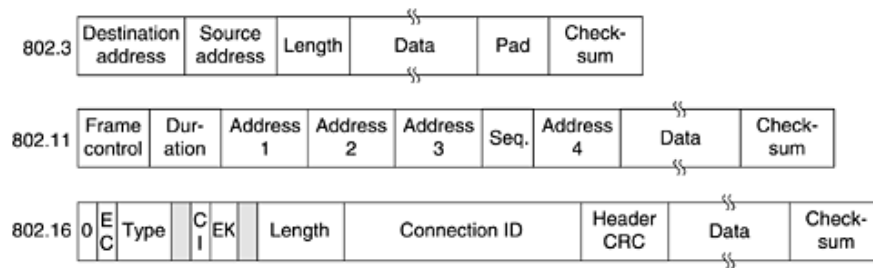 802.3 Destination address Source address Length Data Pad Check-sum
802.11 Frame control Dur-ation Address 1 Address 2 Address 3 Seq. Address 4 Data Check-sum
802.16 0 EC Type CI EK Length Connection ID Header CRC Data Check-sum